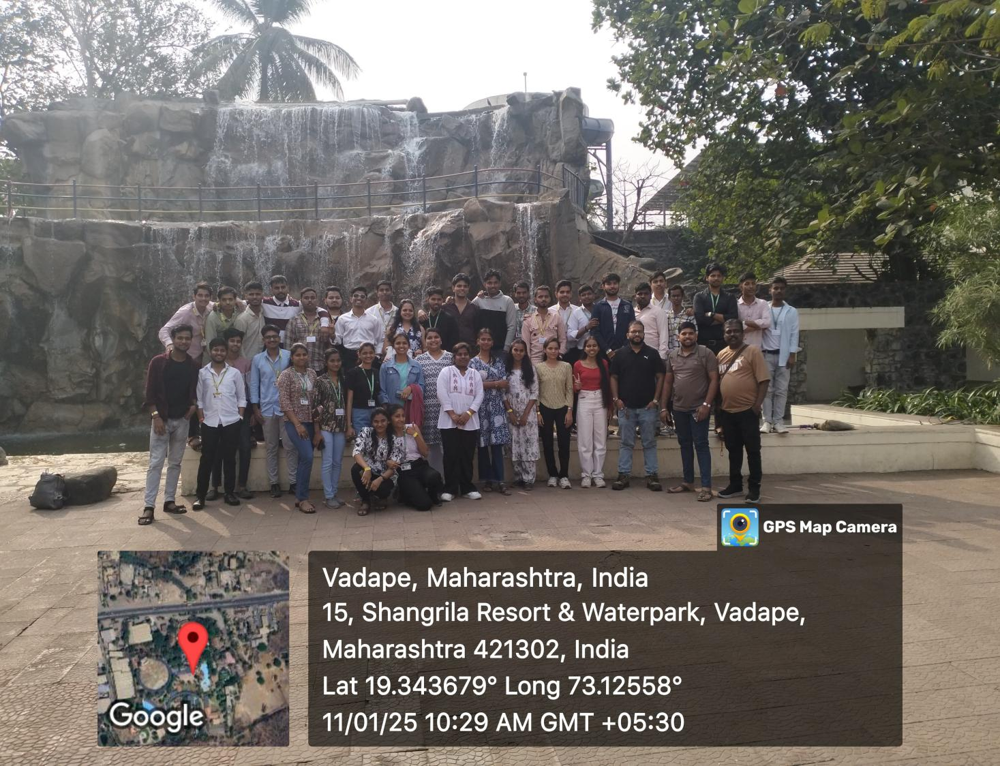 GPS Map Camera
Vadape, Maharashtra, India
15, Shangrila Resort & Waterpark, Vadape,
Maharashtra 421302, India
Lat 19.343679° Long 73.12558°
11/01/25 10:29 AM GMT +05:30
Google